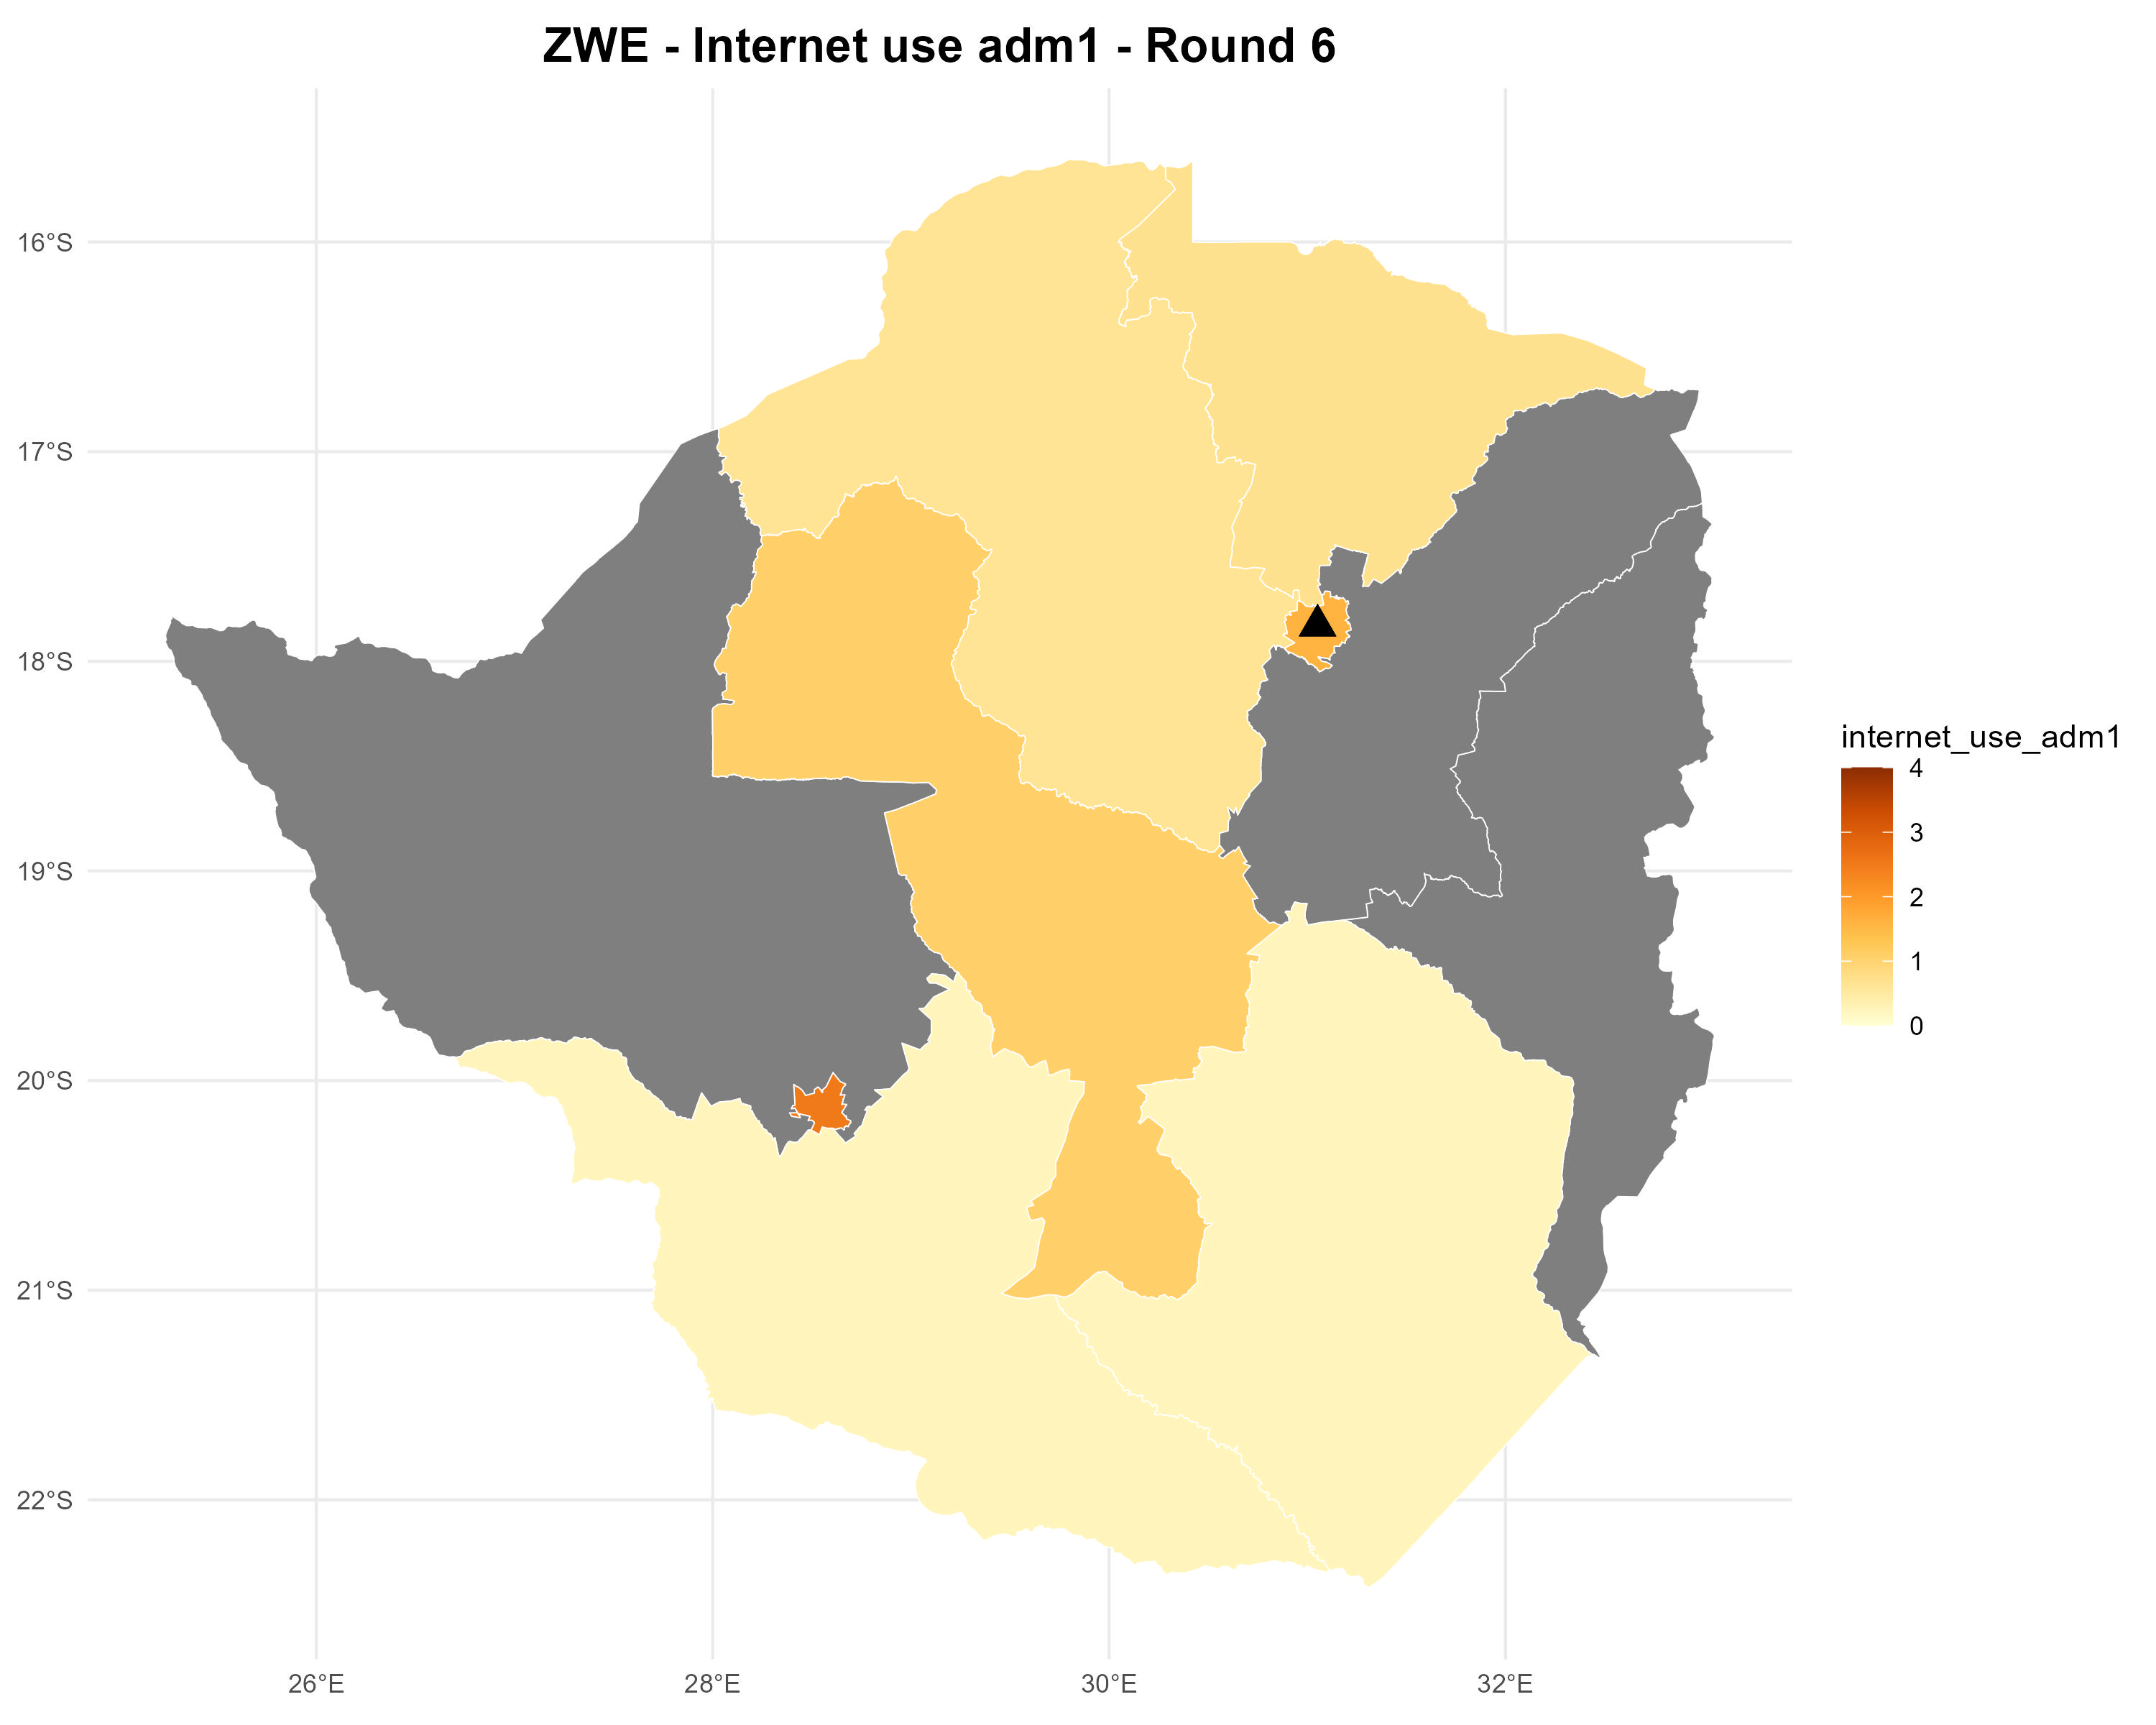 ZWE - Internet use adm1 - Round 6
16°S
17°S
18°S
19°S
20°S
21°S
22°S
26°E
28°E
30°E
32°E
internet_use_adm1
4
3
2
1
0